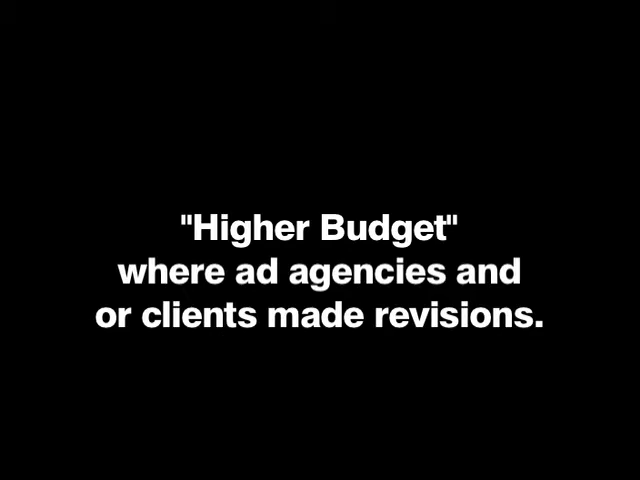 "Higher Budget"
where ad agencies and
or clients made revisions.